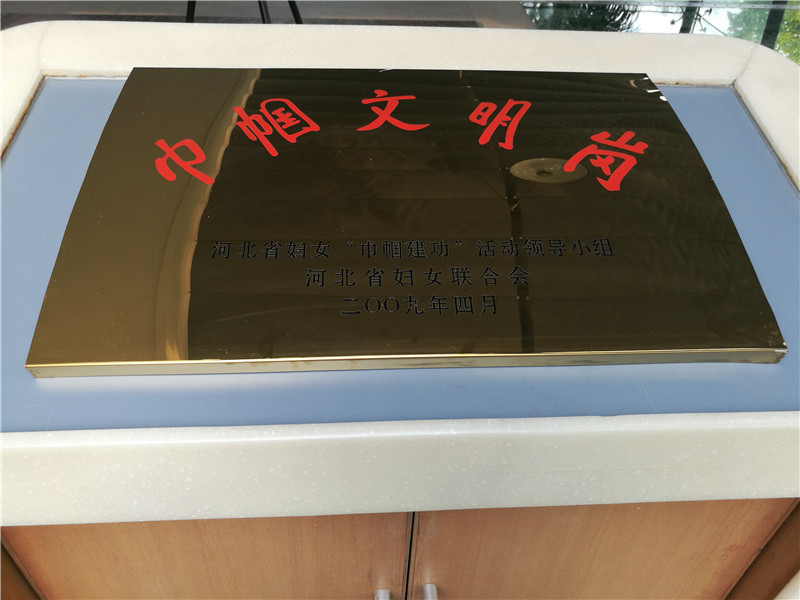 巾帼文明岗
河北省妇女“巾帼建功”活动领导小组
河北省妇女联合会
二〇〇九年四月